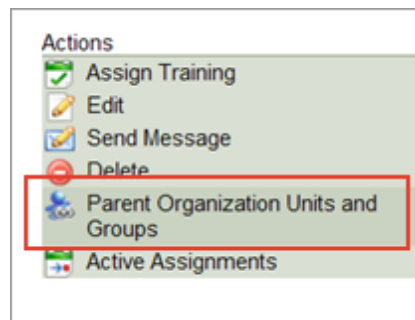 Actions
Assign Training
Edit
Send Message
Delete
Parent Organization Units and
Groups
Active Assignments